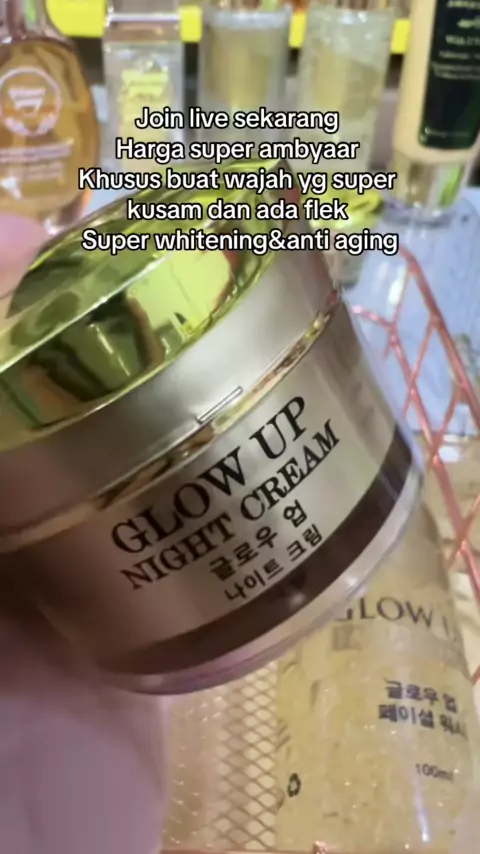 Join live sekarang
Harga super ambyaar
Khusus buat wajah yg super
kusam dan ada flek
Super whitening&anti aging
GLOW UP
NIGHT CREAM
글로우 업
나이트 크림
GLOW U
글로우 업
페이셜 워시
100ml